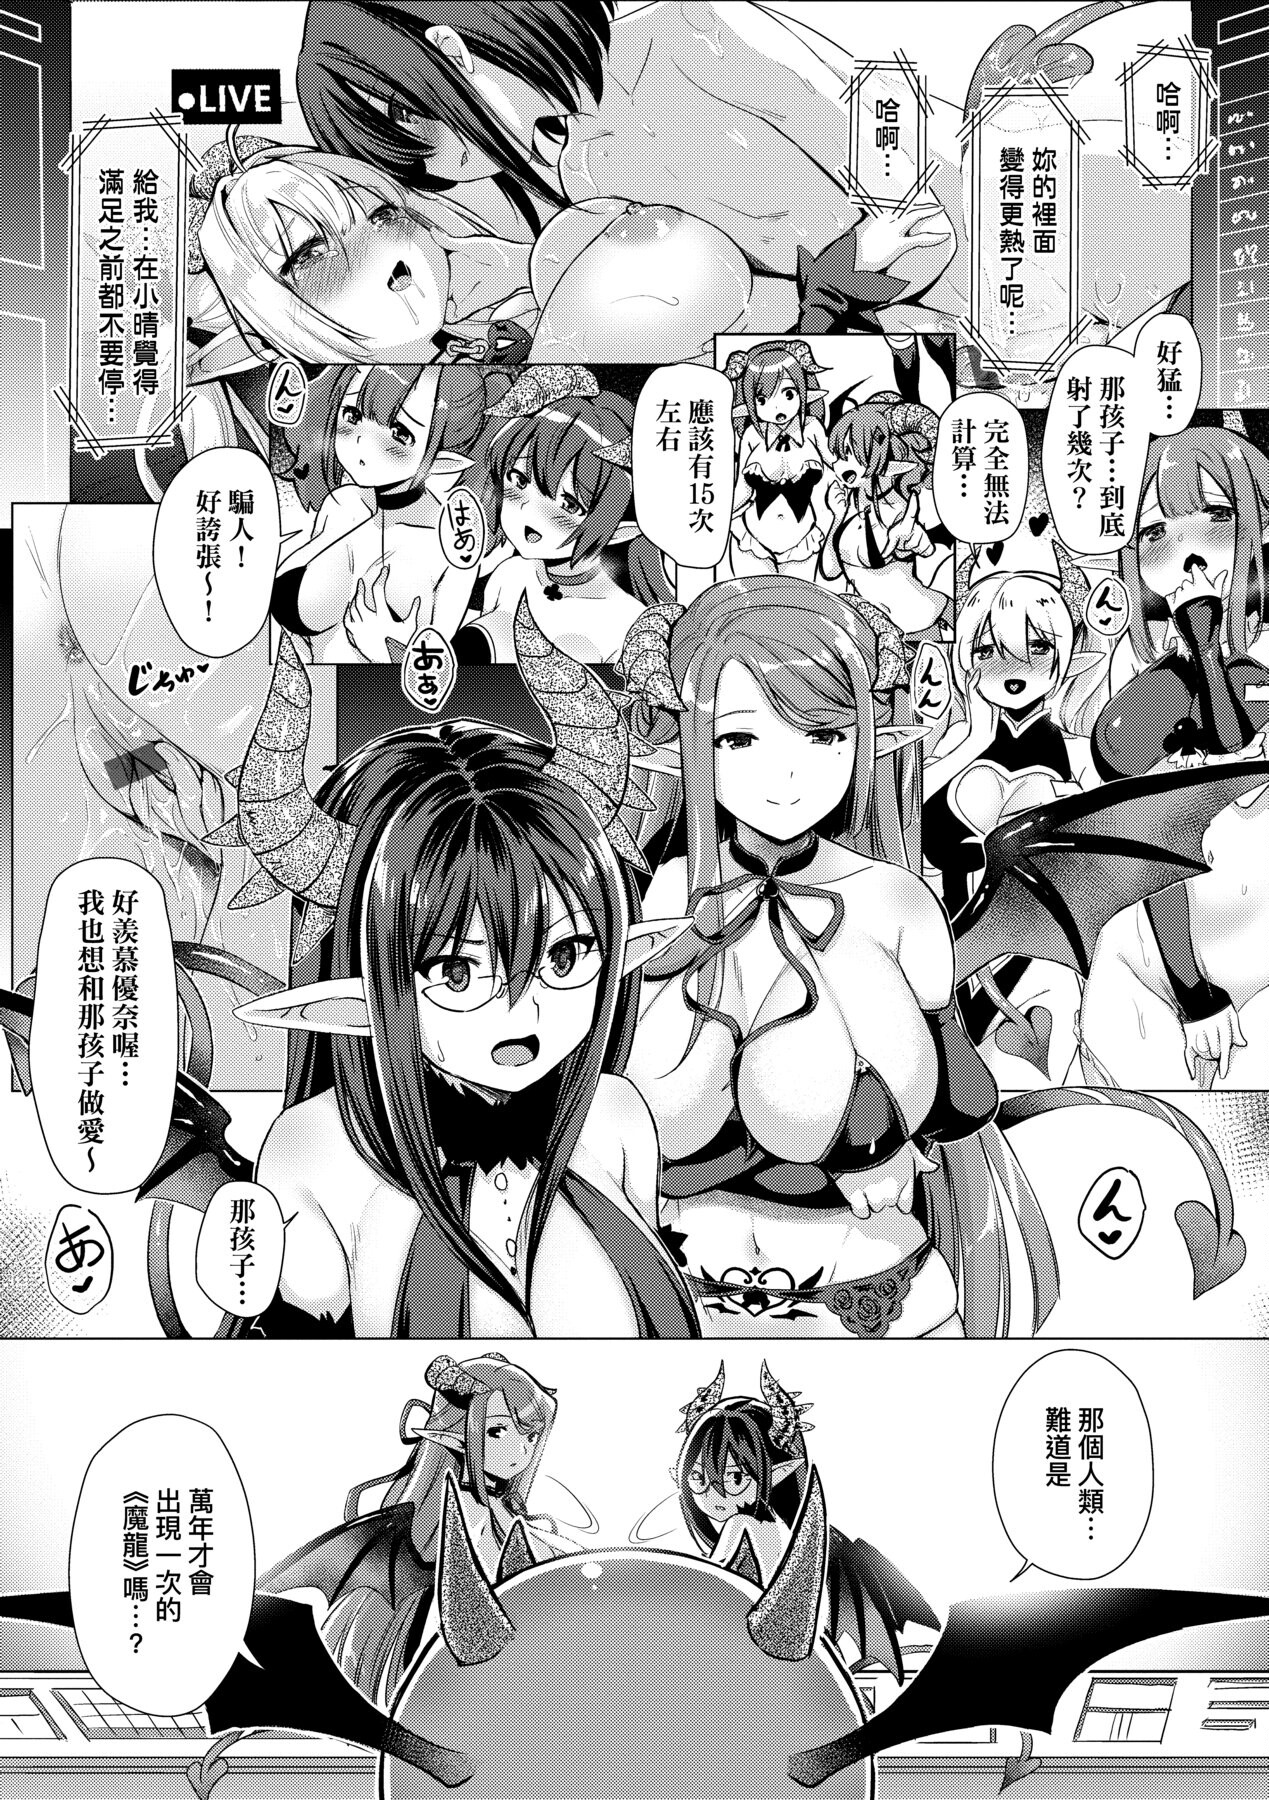 哈啊…
妳的裡面
變得更熱了呢…
哈啊…
●LIVE
給我…在小晴覺得
滿足之前都不要停…
好猛…
那孩子…到底
射了幾次？
完全無法
計算…
應該有15次
左右
ん♥
はあ♥
騙人！
好誇張～！
ん♥
んん♥
ああ♥
じちゅ♥
好羨慕優奈喔…
我也想和那孩子做愛～
ん♥
那孩子…
あ♥
那個人類…
難道是
萬年才會
出現一次的
《魔龍》嗎…？